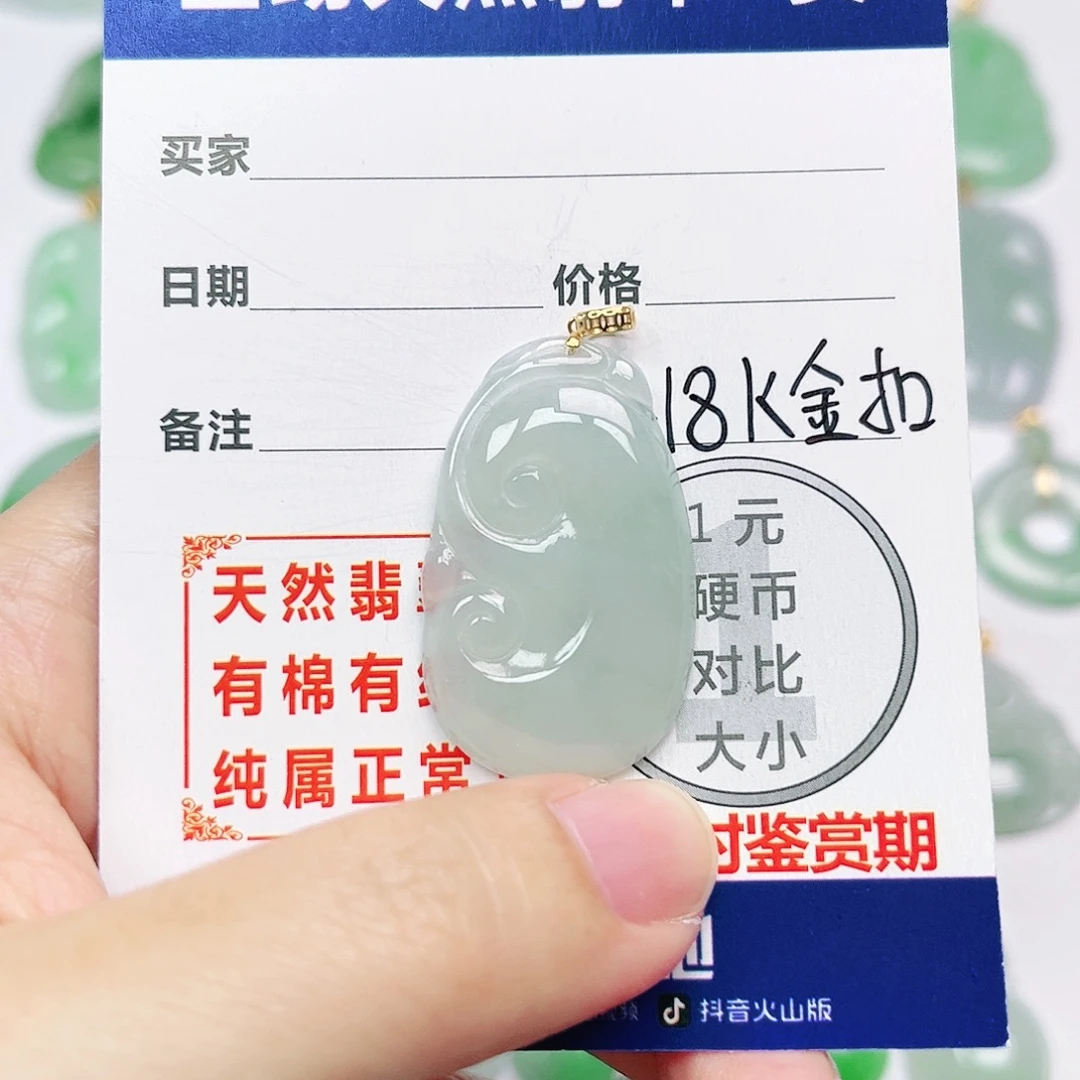 买家
日期 价格
备注
18K金扣
1元
硬币
对比
大小
天然翡
有棉有
纯属正常
时鉴赏期
抖音火山版